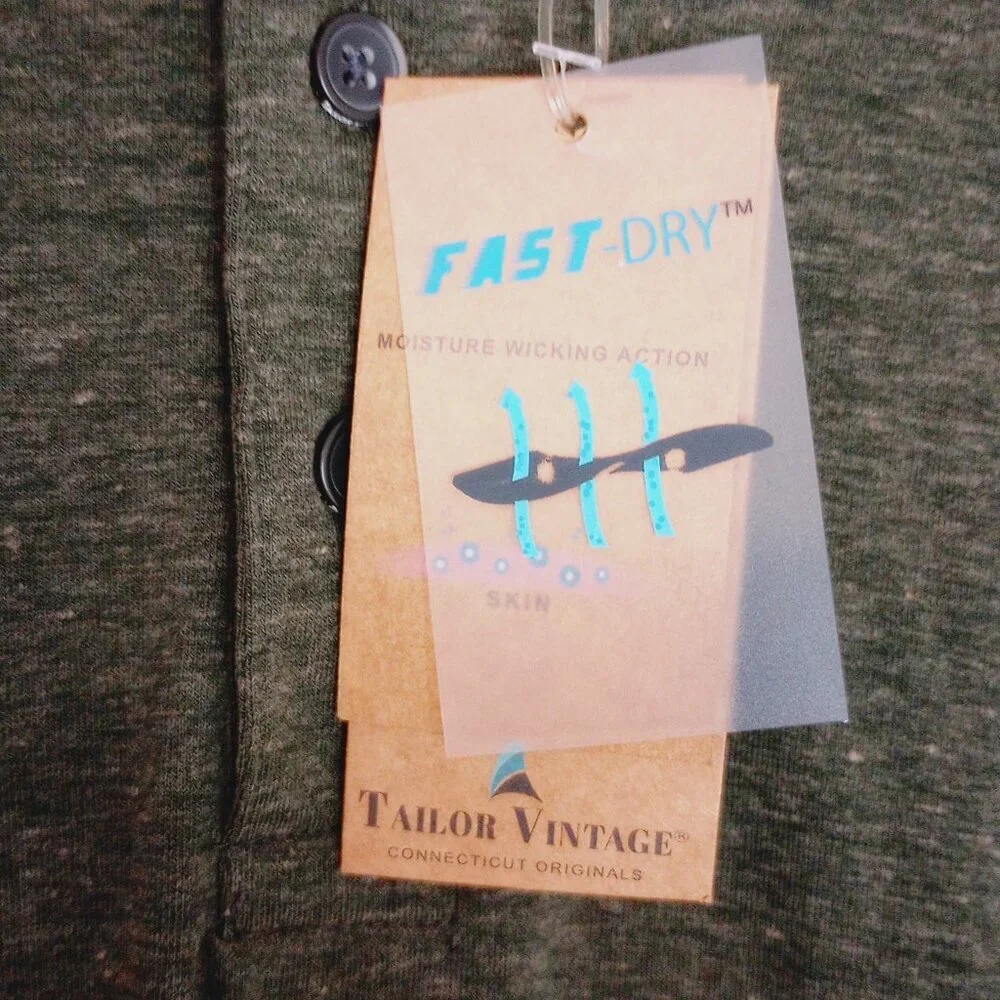 FAST-DRY™
MOISTURE WICKING ACTION
SKIN
TAILOR VINTAGE®
CONNECTICUT ORIGINALS